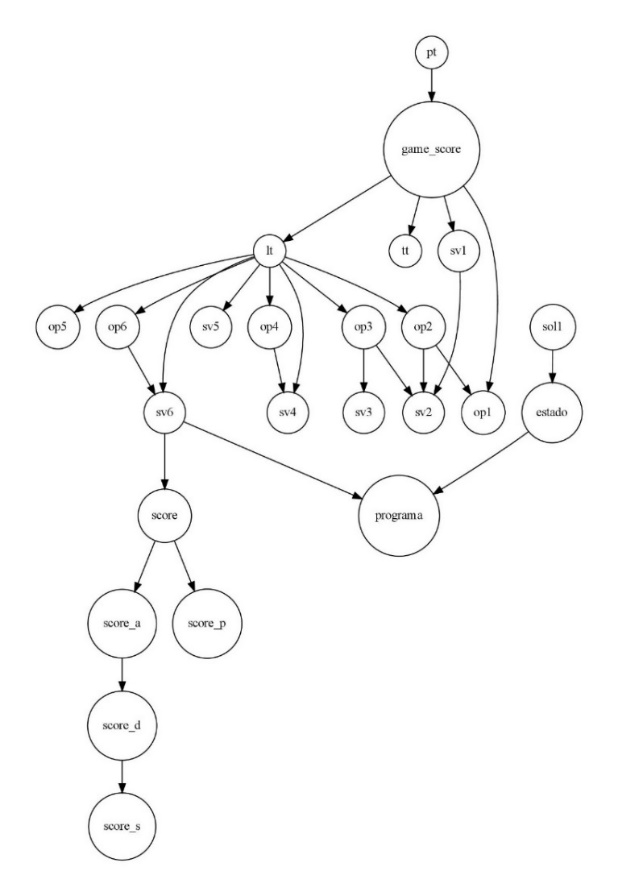 pt
game_score
lt
tt
sv1
op5
op6
sv5
op4
op3
op2
sol1
sv6
sv4
sv3
sv2
op1
estado
score
programa
score_a
score_p
score_d
score_s